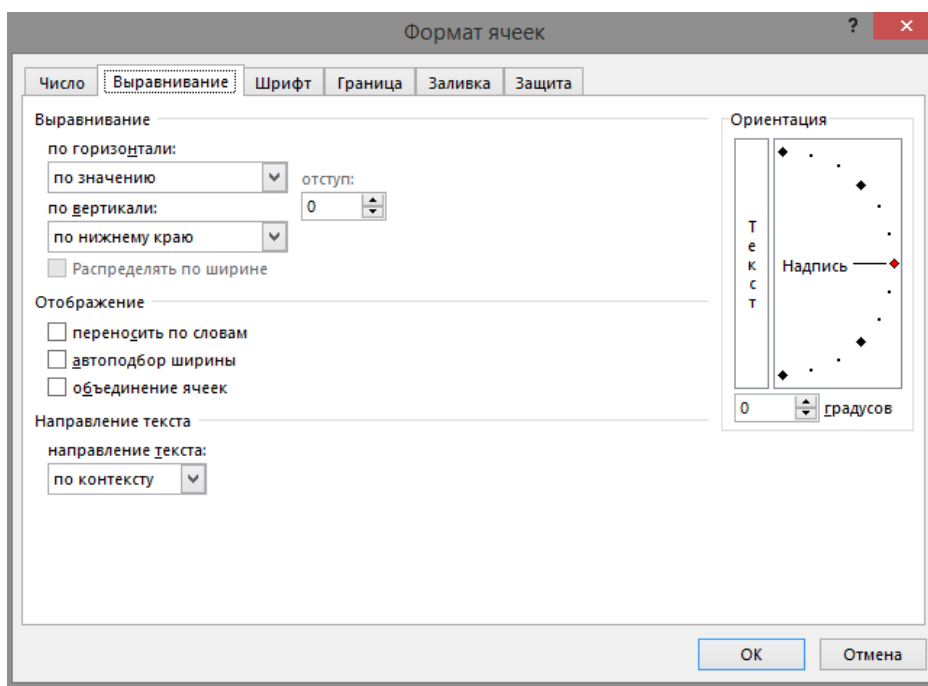 Формат ячеек
?
Число Выравнивание Шрифт Граница Заливка Защита
Выравнивание
по горизонтали:
по значению
отступ:
0
по вертикали:
по нижнему краю
Распределять по ширине
Отображение
переносить по словам
автоподбор ширины
объединение ячеек
Направление текста
направление текста:
по контексту
Ориентация
Текст
Надпись
0 градусов
ОК Отмена